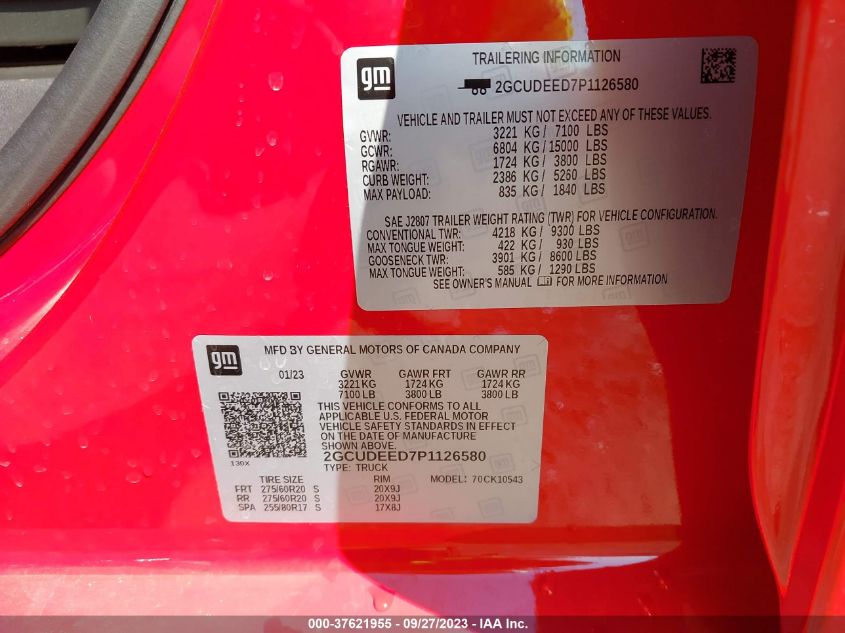 gm
TRAILERING INFORMATION
2GCUDEED7P1126580
VEHICLE AND TRAILER MUST NOT EXCEED ANY OF THESE VALUES.
GVWR: 3221 KG / 7100 LBS
GCWR: 6804 KG / 15000 LBS
RGAWR: 1724 KG / 3800 LBS
CURB WEIGHT: 2386 KG / 5260 LBS
MAX PAYLOAD: 835 KG / 1840 LBS
SAE J2807 TRAILER WEIGHT RATING (TWR) FOR VEHICLE CONFIGURATION.
CONVENTIONAL TWR: 4218 KG / 9300 LBS
MAX TONGUE WEIGHT: 422 KG / 930 LBS
GOOSENECK TWR: 3901 KG / 8600 LBS
MAX TONGUE WEIGHT: 585 KG / 1290 LBS
SEE OWNER'S MANUAL FOR MORE INFORMATION
gm
MFD BY GENERAL MOTORS OF CANADA COMPANY
01/23 GVWR GAWR FRT GAWR RR
3221 KG 1724 KG 1724 KG
7100 LB 3800 LB 3800 LB
THIS VEHICLE CONFORMS TO ALL
APPLICABLE U.S. FEDERAL MOTOR
VEHICLE SAFETY STANDARDS IN EFFECT
ON THE DATE OF MANUFACTURE
SHOWN ABOVE.
139X 2GCUDEED7P1126580
TYPE: TRUCK
TIRE SIZE RIM MODEL: 70CK10543
FRT 275/60R20 S 20X9J
RR 275/60R20 S 20X9J
SPA 255/80R17 S 17X8J
000-37621955 - 09/27/2023 - IAA Inc.